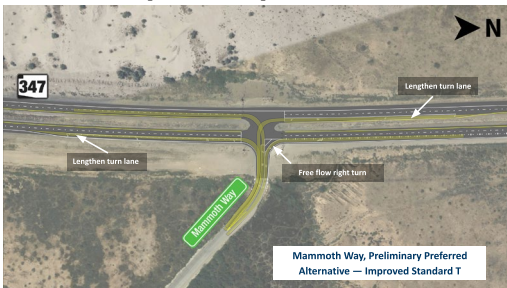 N
347
Lengthen turn lane
Lengthen turn lane
Free flow right turn
Mammoth Way
Mammoth Way, Preliminary Preferred
Alternative — Improved Standard T